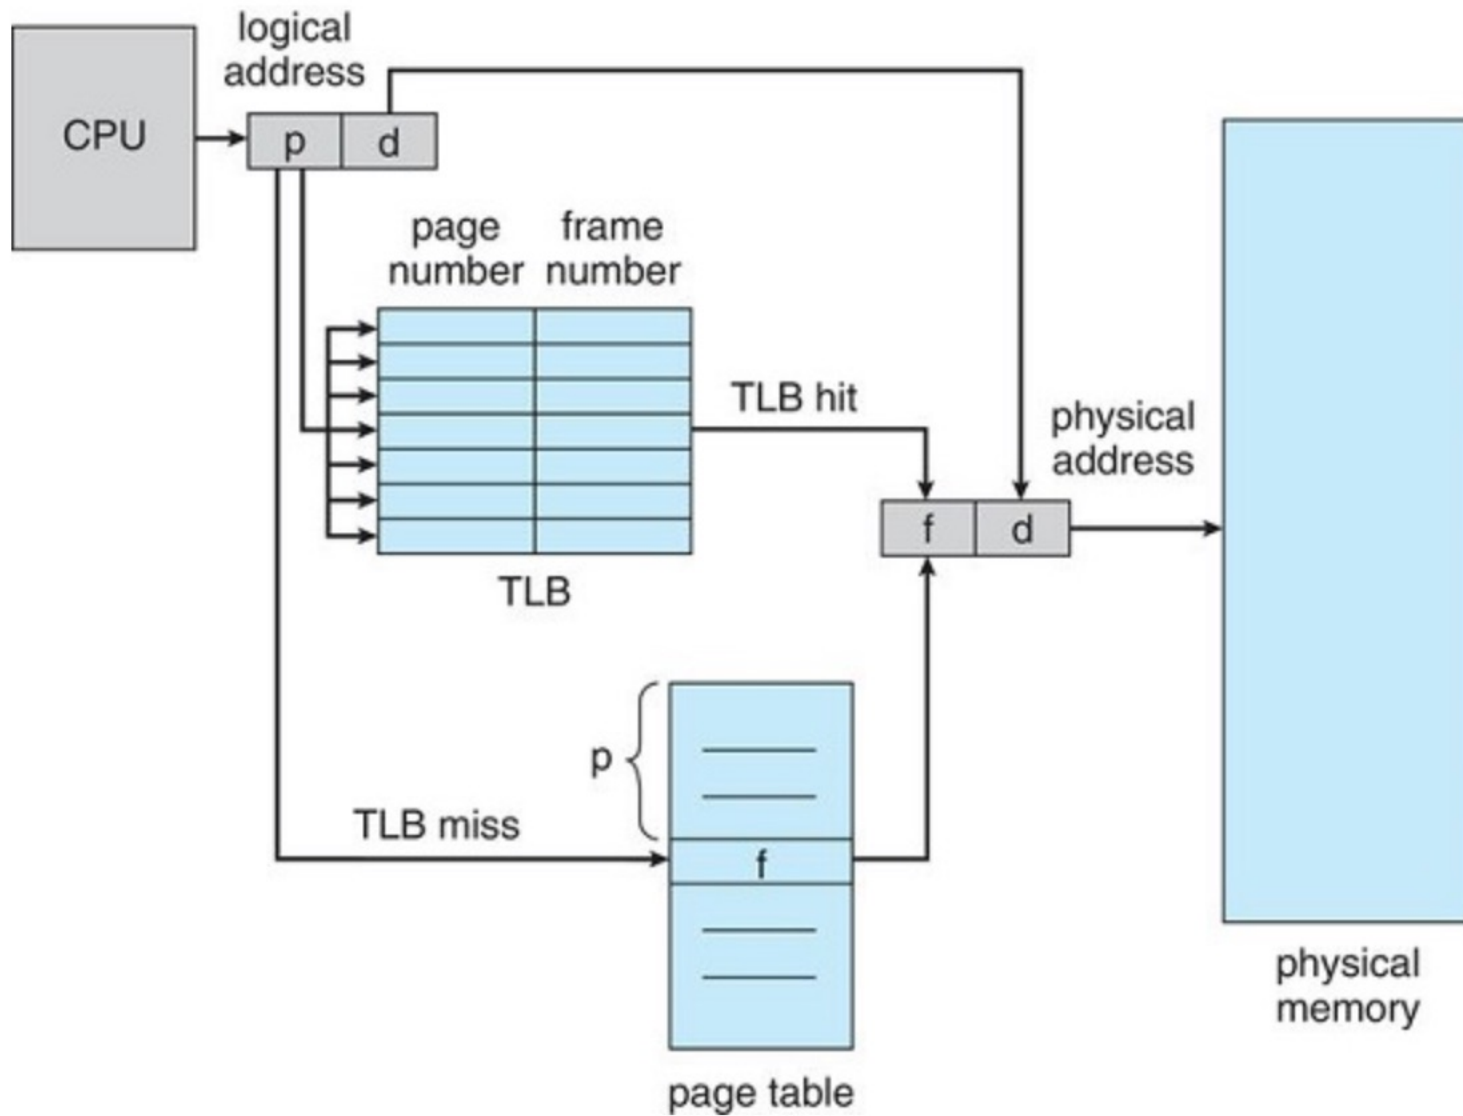 logical
address
CPU
p
d
page
number
frame
number
TLB hit
physical
address
f
d
TLB
p
TLB miss
f
physical
memory
page table